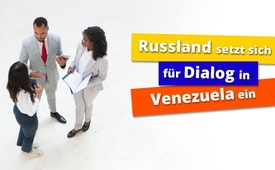 Russland setzt sich
für Dialog in
Venezuela ein